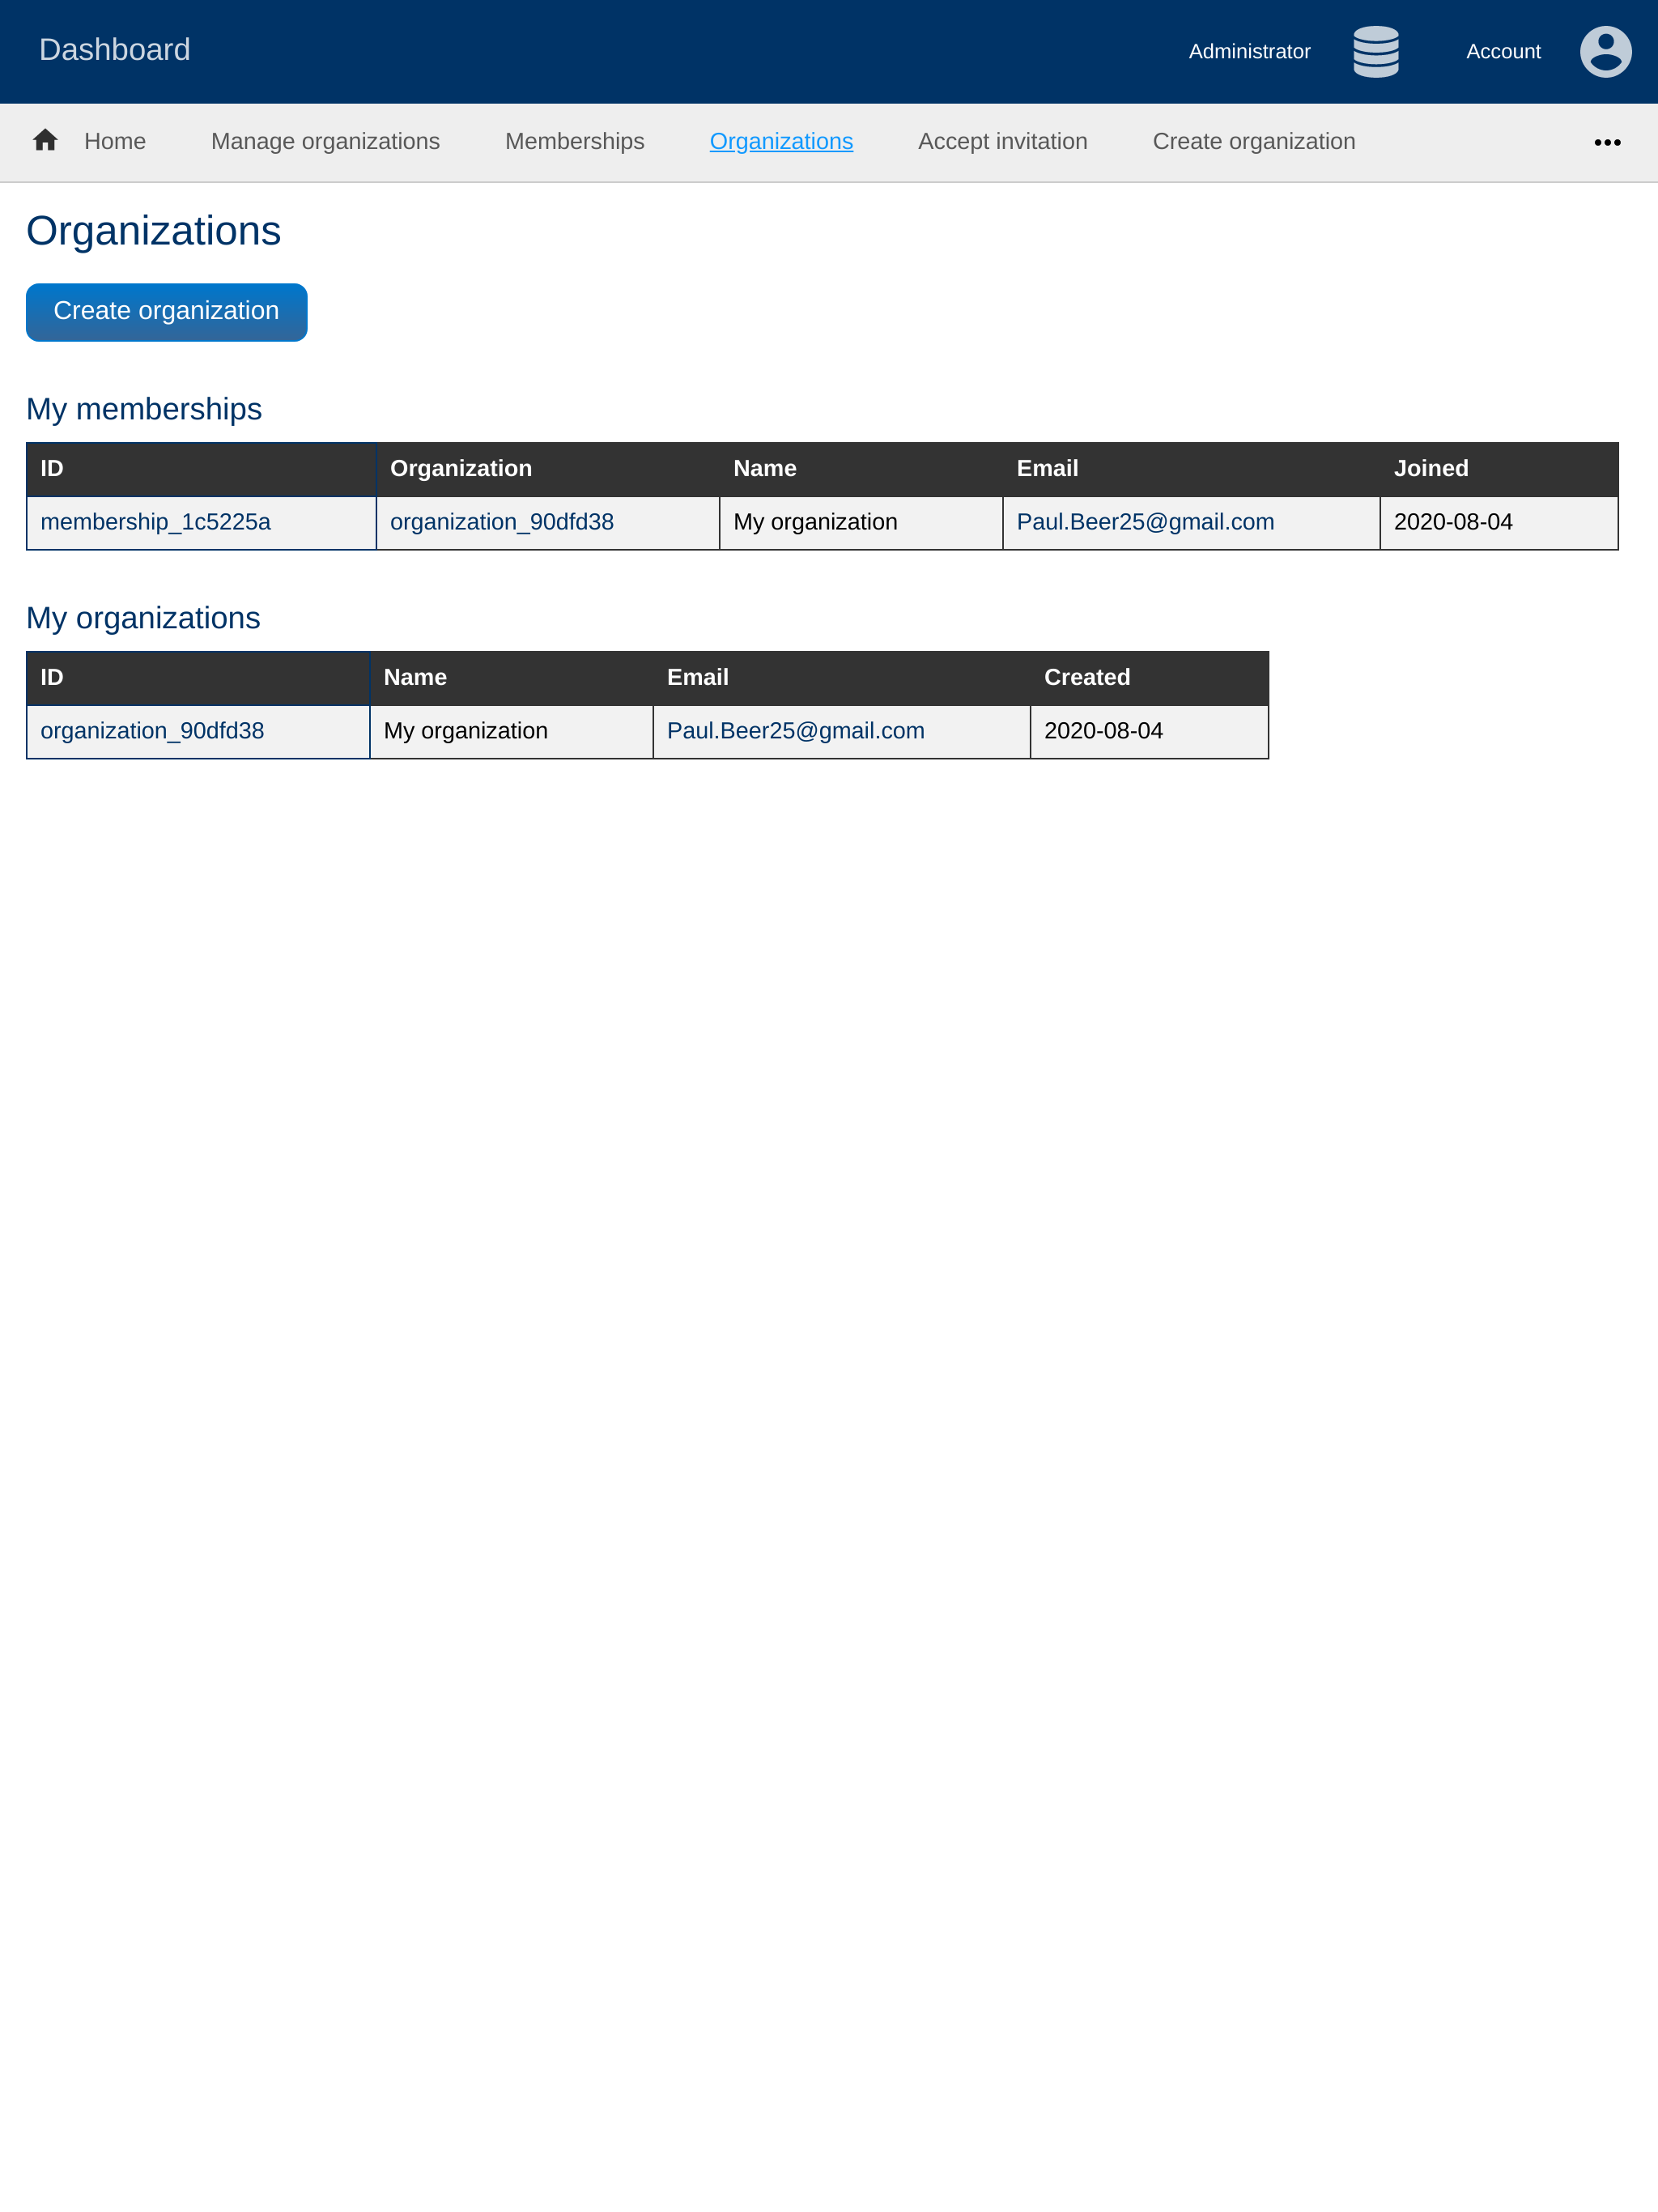 Dashboard Administrator Account
Home Manage organizations Memberships Organizations Accept invitation Create organization
Organizations
Create organization
My memberships
ID Organization Name Email Joined
membership_1c5225a organization_90dfd38 My organization Paul.Beer25@gmail.com 2020-08-04
My organizations
ID Name Email Created
organization_90dfd38 My organization Paul.Beer25@gmail.com 2020-08-04